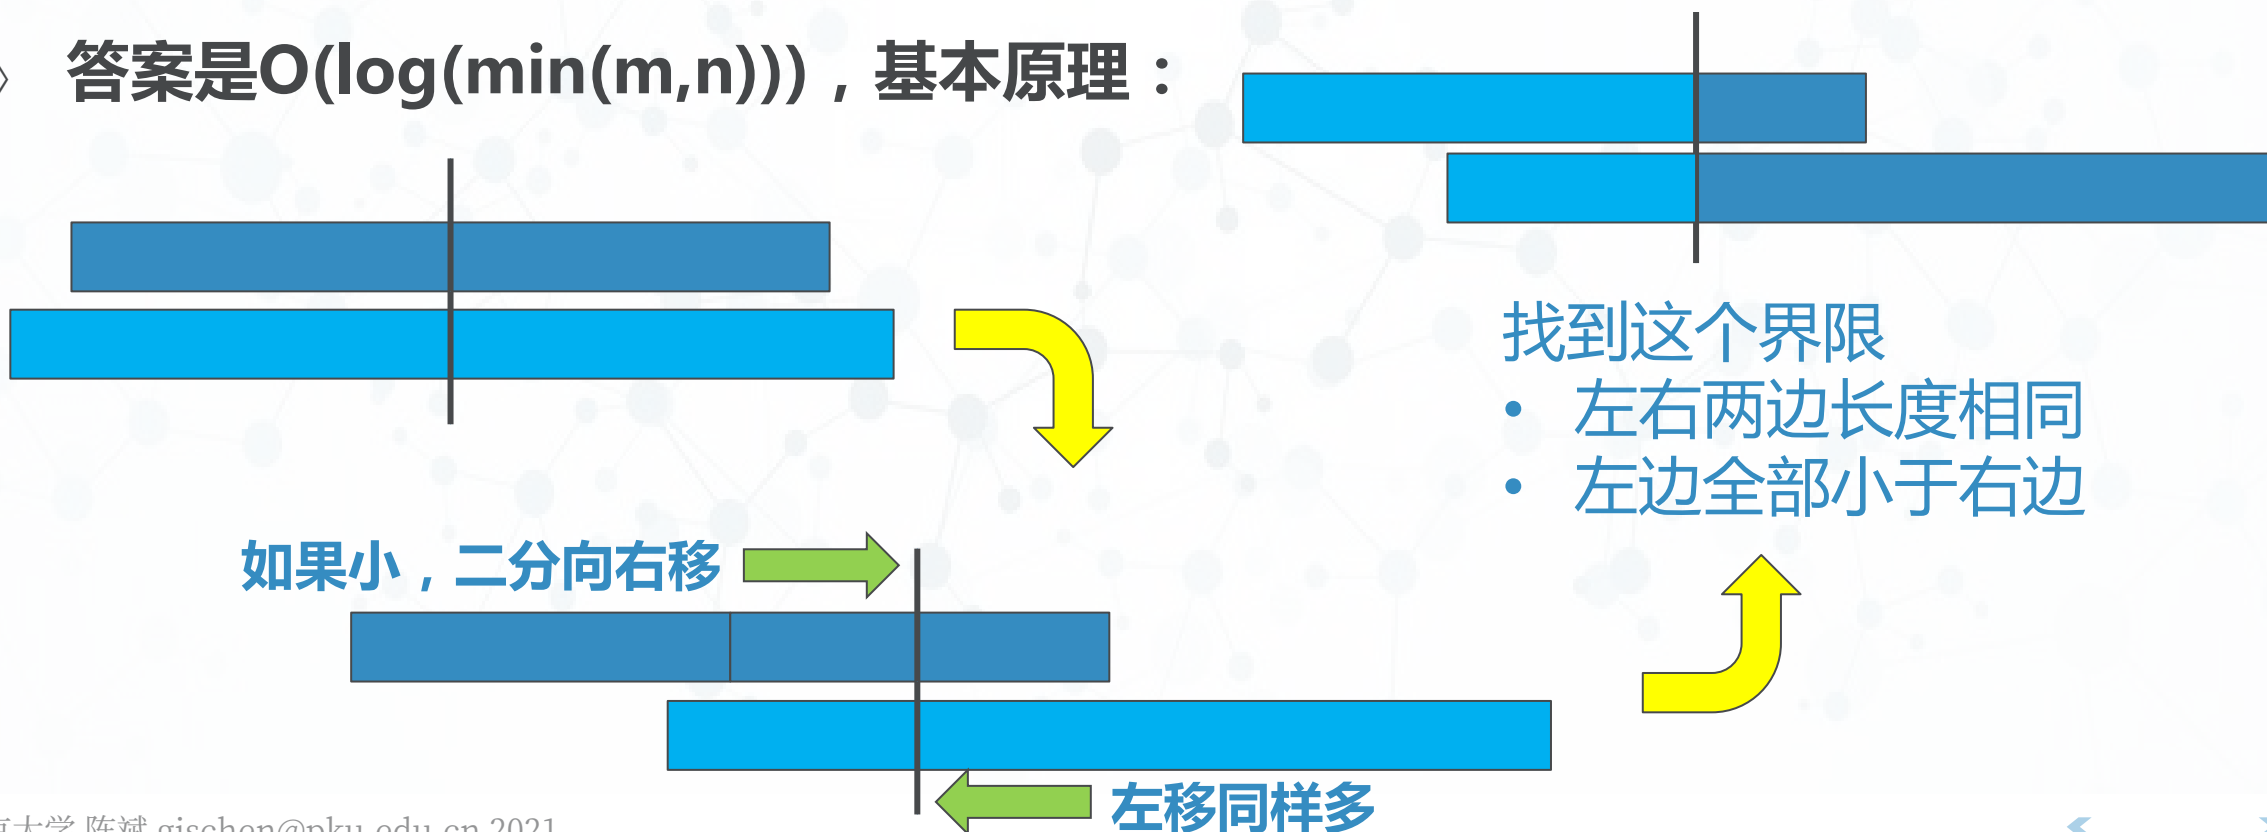 答案是O(log(min(m,n)))，基本原理：
找到这个界限
• 左右两边长度相同
• 左边全部小于右边
如果小，二分向右移
左移同样多
大学 陈斌 gischen@pku.edu.cn 2021